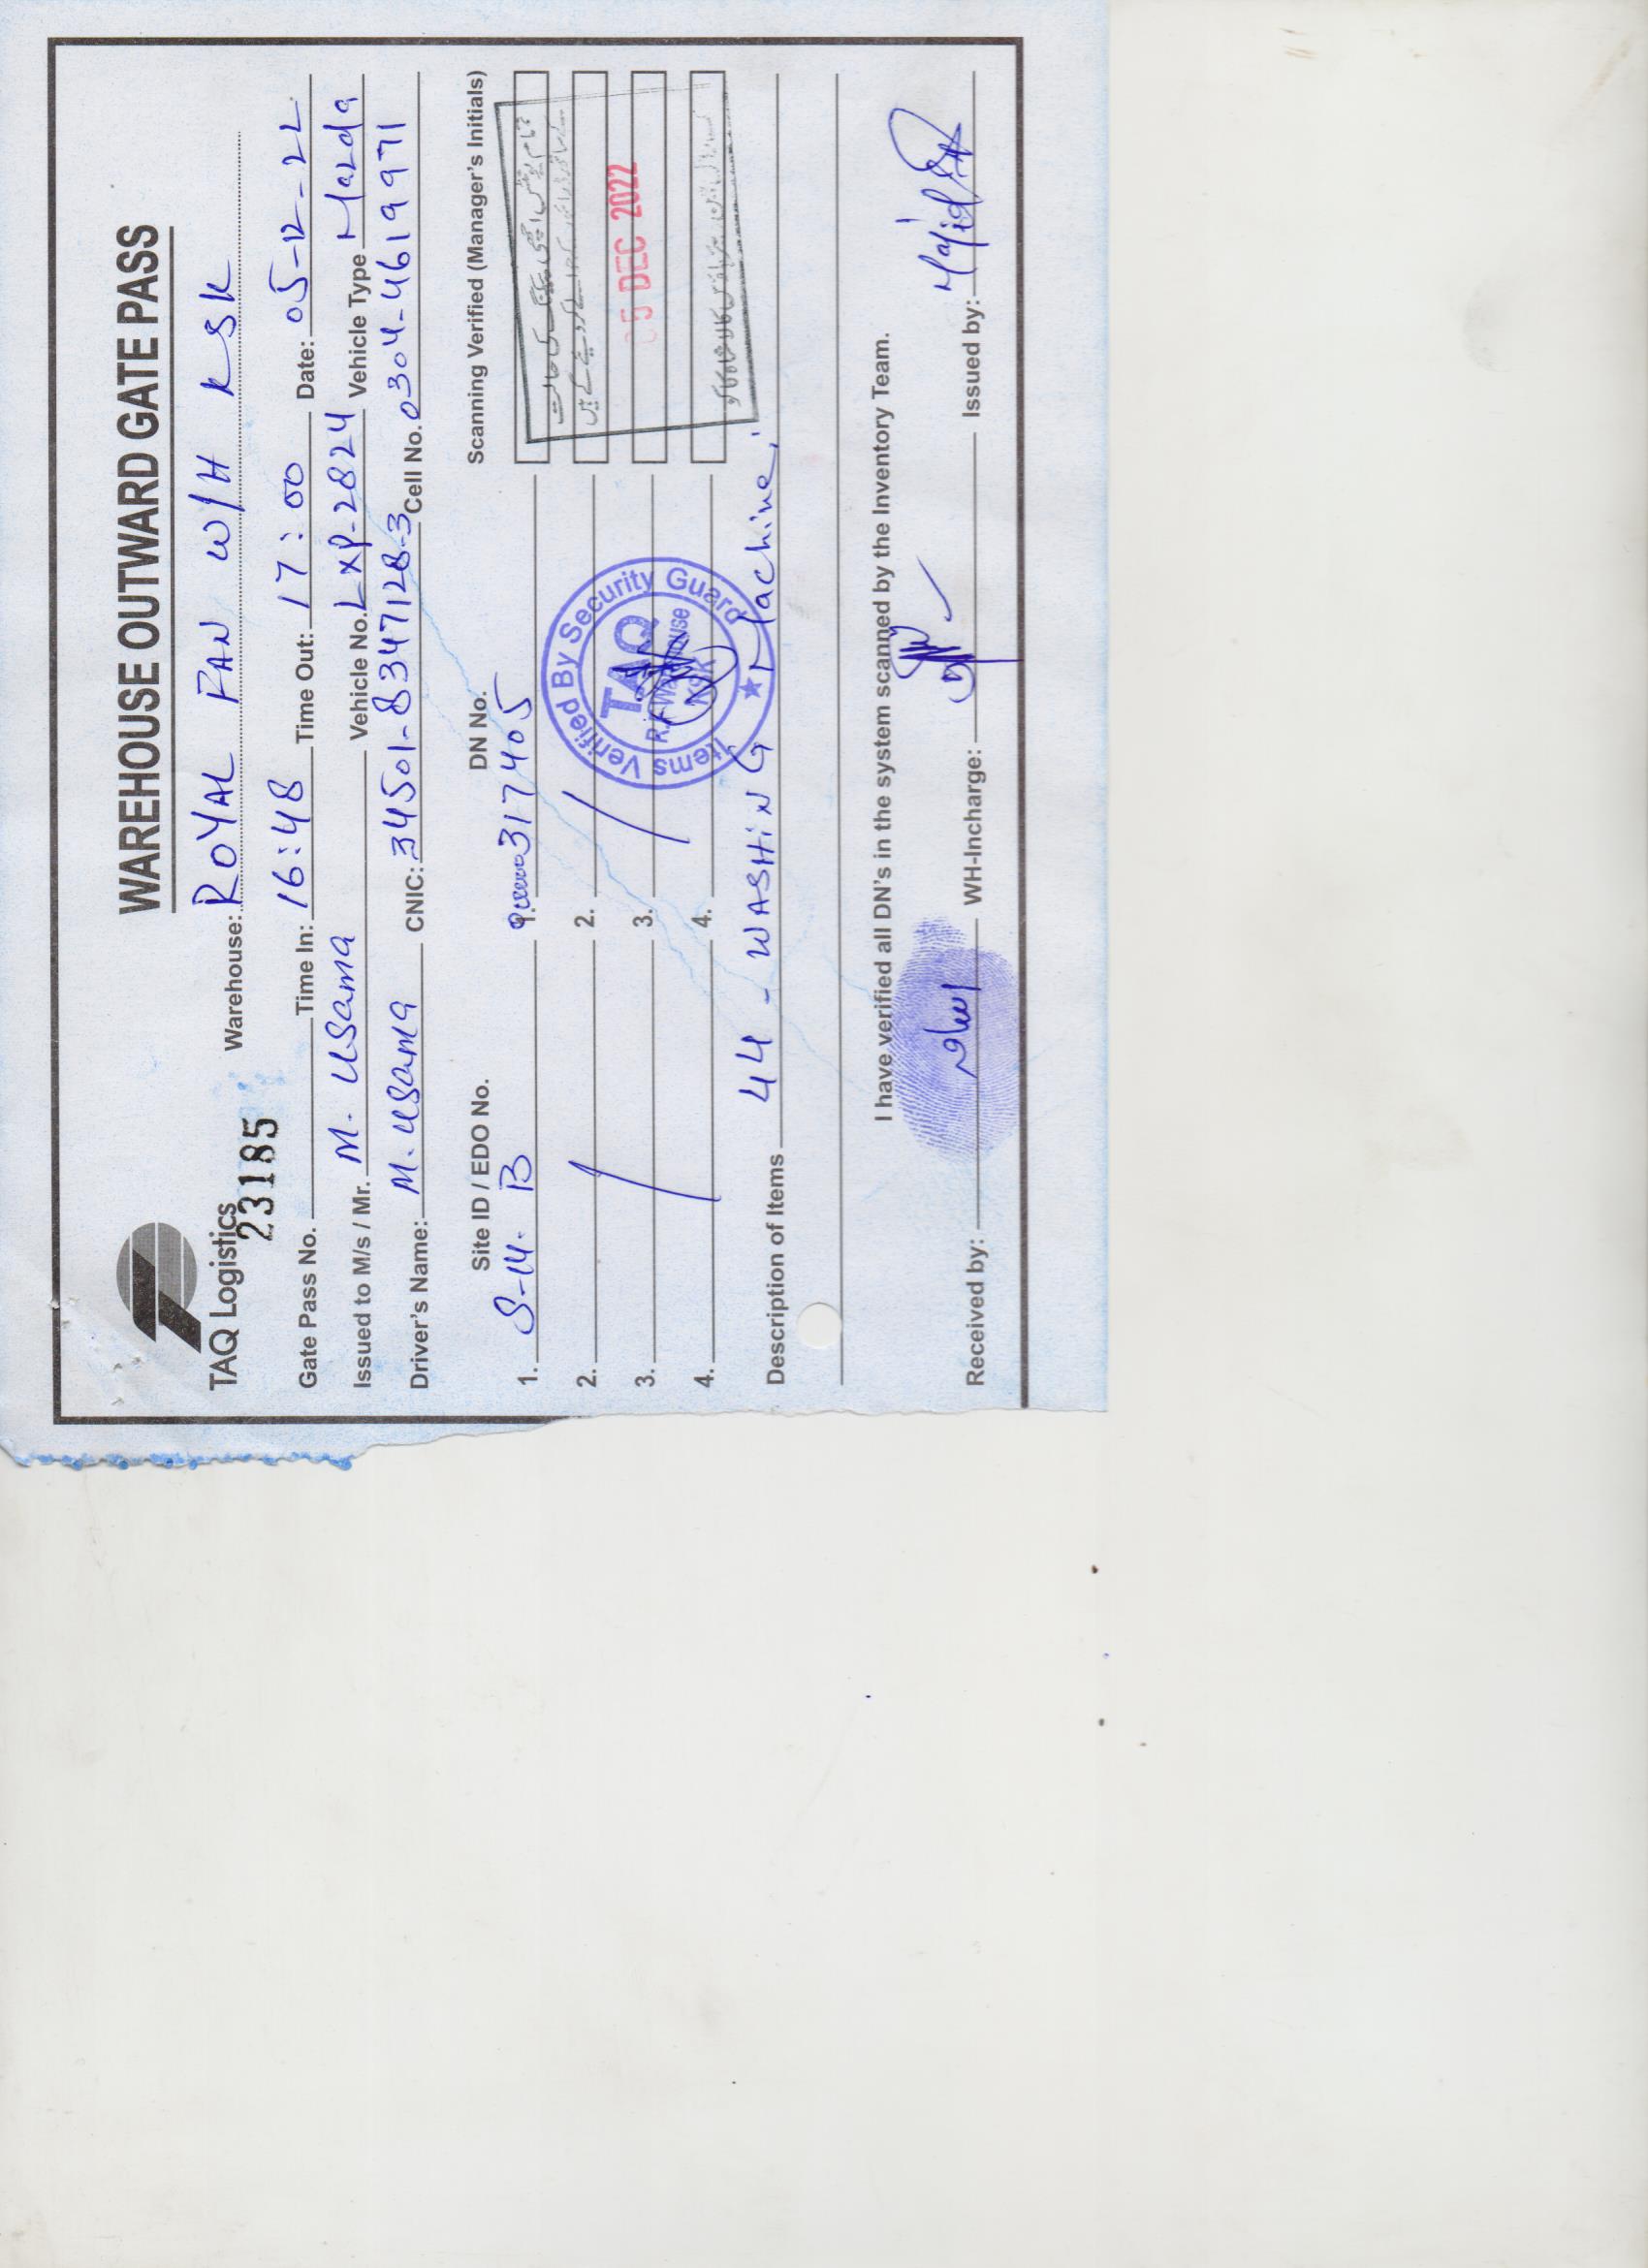 WAREHOUSE OUTWARD GATE PASS
TAQ Logistics
Warehouse: ROYAL FAN W/H KSK
23185
Gate Pass No. Time In: 16:48 Time Out: 17:00 Date: 05-12-22
Issued to M/s / Mr. M. Usama Vehicle No. LXP-2824 Vehicle Type Mazda
Driver's Name: M. Usama CNIC: 34501-8347128-3 Cell No. 0304-4619971
Site ID / EDO No. DN No. Scanning Verified (Manager's Initials)
1. S-14. B 1. 317405
2. 2.
3. 3.
4. 4.
05 DEC 2022
Items Verified By Security Guard
TAQ
R.F Warehouse
KSK
Description of Items 44 - WASHING Machine,
I have verified all DN's in the system scanned by the Inventory Team.
Received by: WH-Incharge: Issued by: Majid